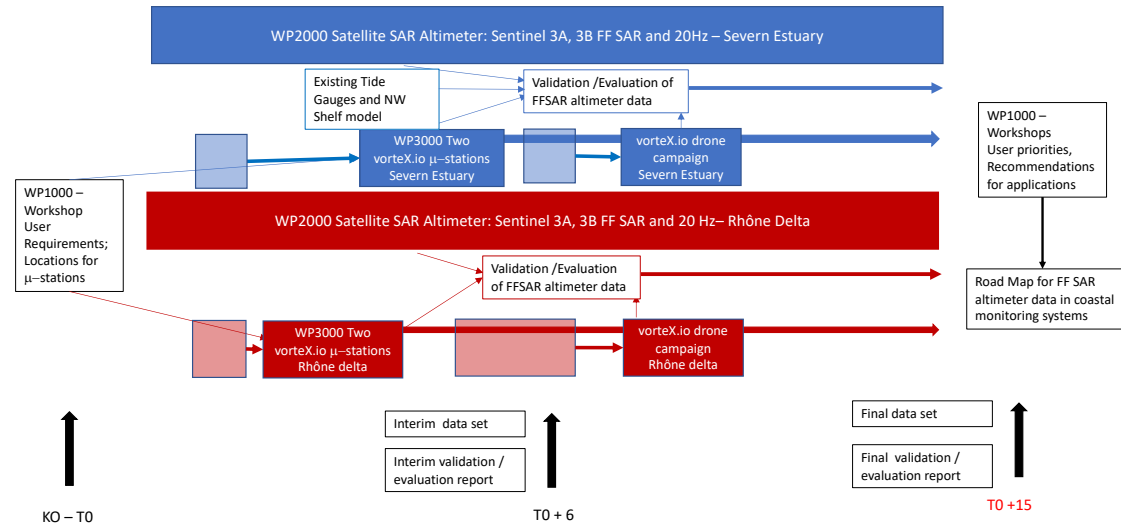 WP2000 Satellite SAR Altimeter: Sentinel 3A, 3B FF SAR and 20Hz – Severn Estuary
Existing Tide
Gauges and NW
Shelf model
Validation /Evaluation of
FFSAR altimeter data
WP3000 Two
vorteX.io μ−stations
Severn Estuary
vorteX.io drone
campaign
Severn Estuary
WP1000 –
Workshops
User priorities,
Recommendations
for applications
WP1000 –
Workshop
User
Requirements;
Locations for
μ−stations
WP2000 Satellite SAR Altimeter: Sentinel 3A, 3B FF SAR and 20 Hz– Rhône Delta
Validation /Evaluation
of FFSAR altimeter data
Road Map for FF SAR
altimeter data in coastal
monitoring systems
WP3000 Two
vorteX.io μ−stations
Rhône delta
vorteX.io drone
campaign
Rhône delta
Interim data set
Interim validation /
evaluation report
Final data set
Final validation /
evaluation report
KO – T0
T0 + 6
T0 +15